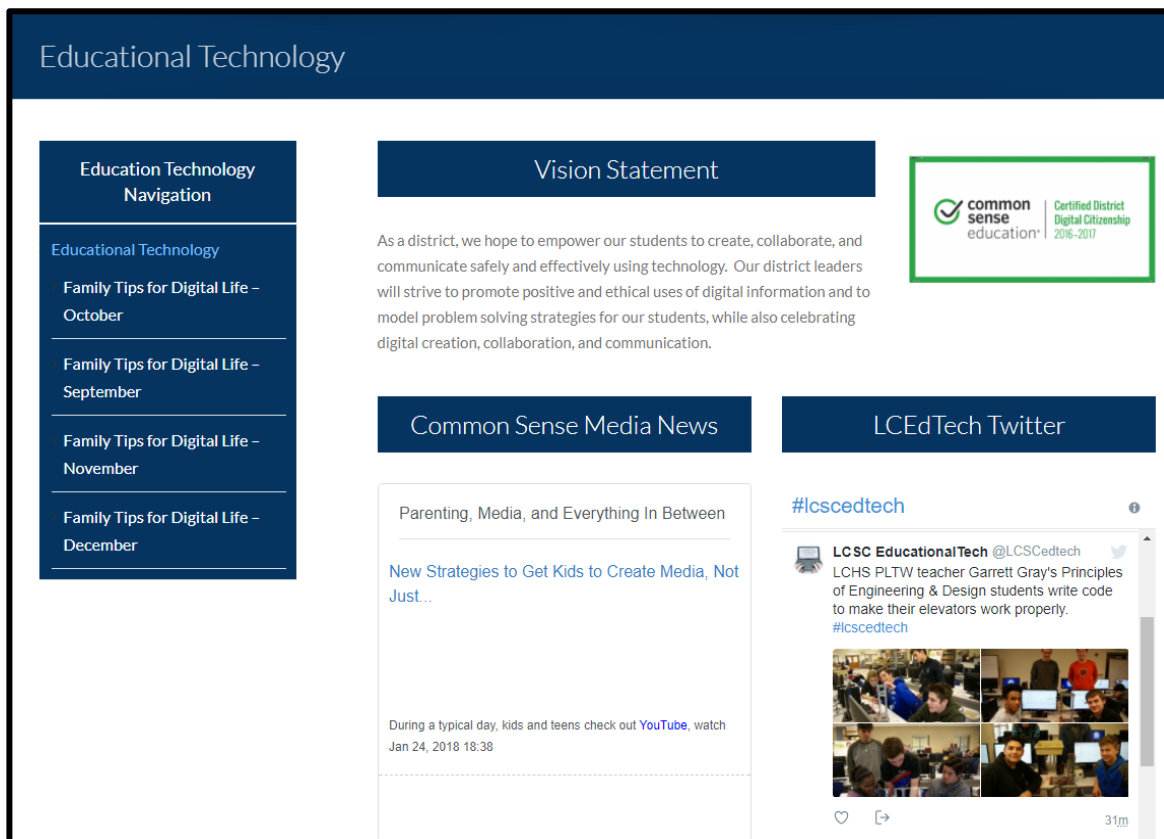 Educational Technology
Education Technology
Navigation
Educational Technology
Family Tips for Digital Life –
October
Family Tips for Digital Life –
September
Family Tips for Digital Life –
November
Family Tips for Digital Life –
December
Vision Statement
As a district, we hope to empower our students to create, collaborate, and
communicate safely and effectively using technology. Our district leaders
will strive to promote positive and ethical uses of digital information and to
model problem solving strategies for our students, while also celebrating
digital creation, collaboration, and communication.
common
sense
education
Certified District
Digital Citizenship
2016-2017
Common Sense Media News
Parenting, Media, and Everything In Between
New Strategies to Get Kids to Create Media, Not
Just...
During a typical day, kids and teens check out YouTube, watch
Jan 24, 2018 18:38
LCEdTech Twitter
#lcscedtech
LCSC EducationalTech @LCSCedtech
LCHS PLTW teacher Garrett Gray's Principles
of Engineering & Design students write code
to make their elevators work properly.
#lcscedtech
31m